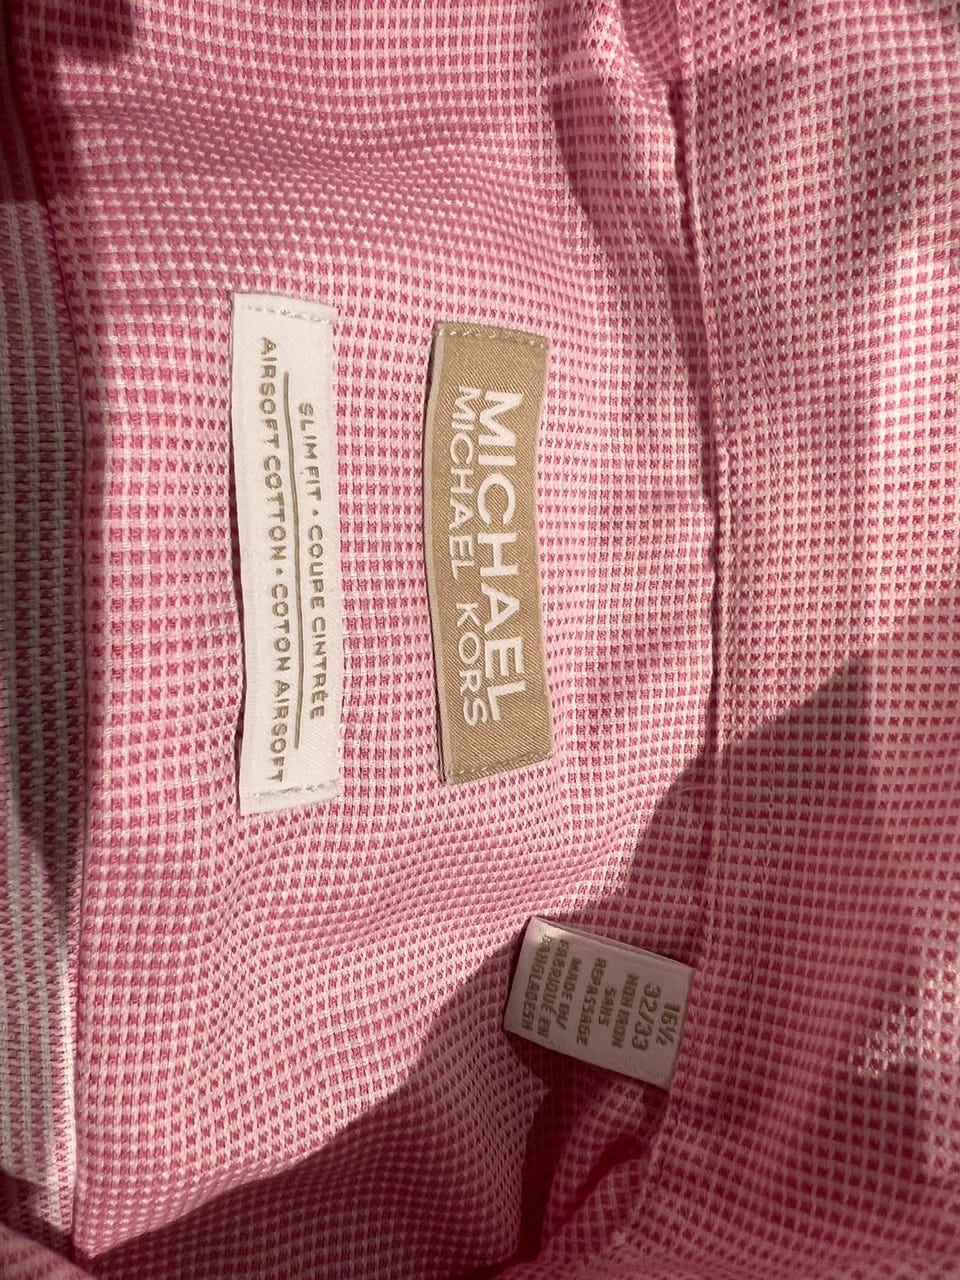 MICHAEL
MICHAEL KORS
SLIM FIT • COUPE CINTRÉE
AIRSOFT COTTON • COTON AIRSOFT
16½
32/33
NON IRON
SANS
REPASSAGE
MADE IN/
FABRIQUÉ EN
BANGLADESH